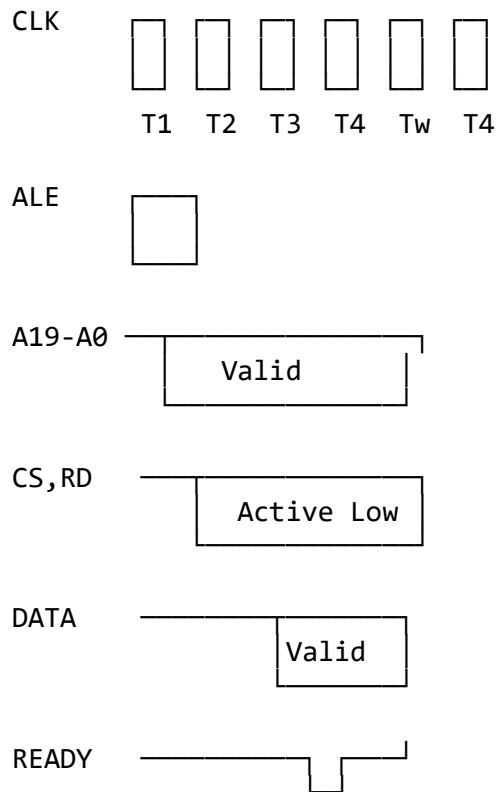 CLK
T1 T2 T3 T4 Tw T4
ALE
A19-A0
Valid
CS,RD
Active Low
DATA
Valid
READY